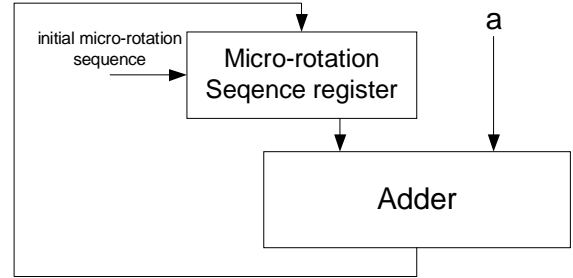 initial micro-rotation
sequence
Micro-rotation
Seqence register
a
Adder